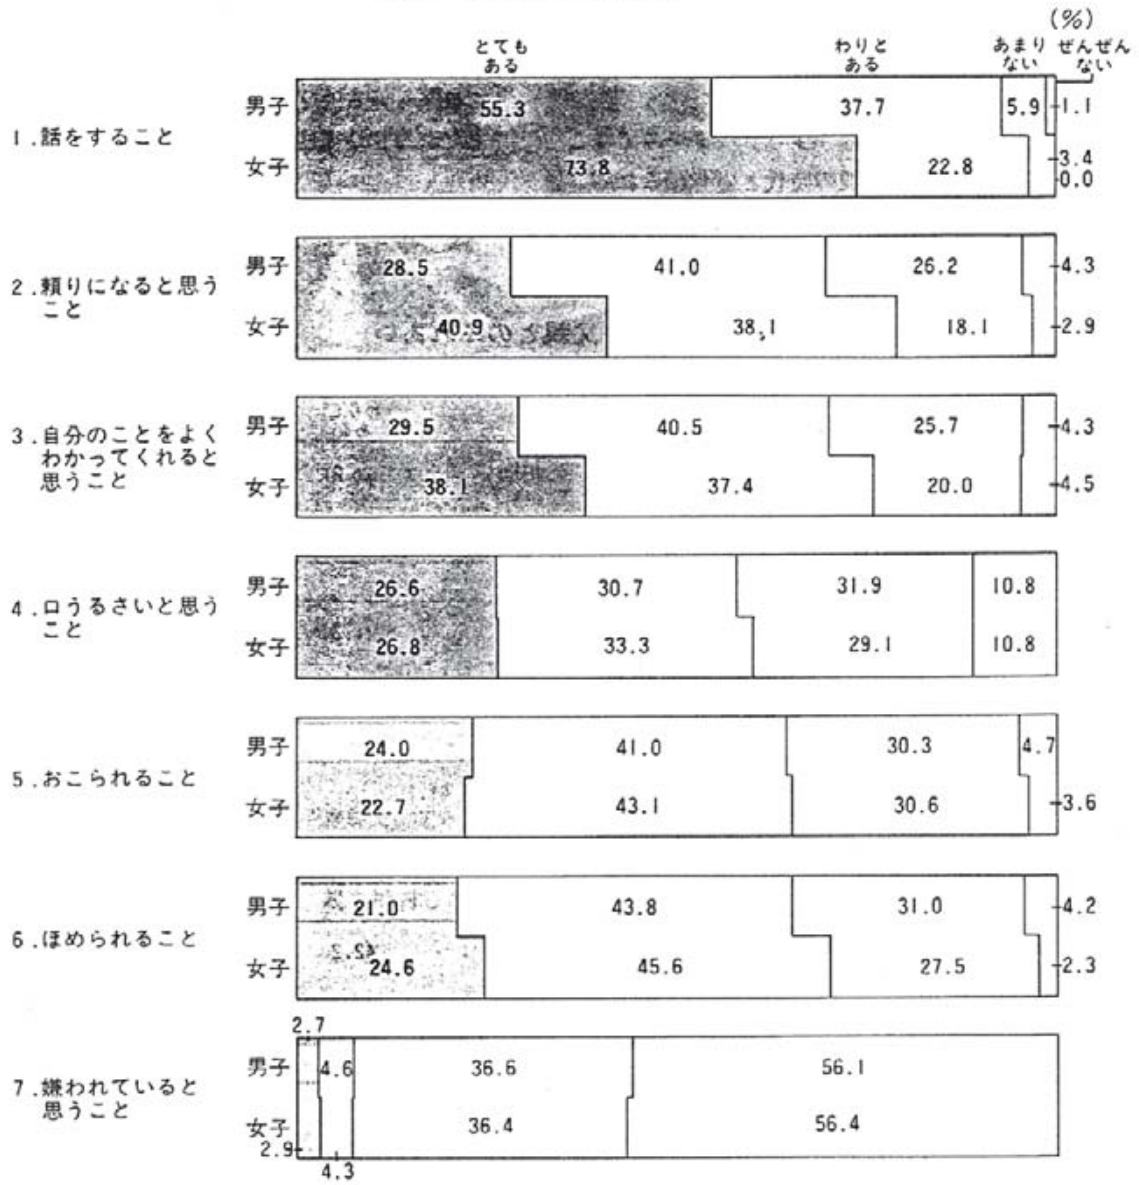 (%)
とても
ある
わりと
ある
あまり
ない
ぜんぜん
ない
1.話をすること
男子 55.3 37.7 5.9 1.1
女子 73.8 22.8 3.4
0.0
2.頼りになると思う
こと
男子 28.5 41.0 26.2 4.3
女子 40.9 38.1 18.1 2.9
3.自分のことをよく
わかってくれると
思うこと
男子 29.5 40.5 25.7 4.3
女子 38.1 37.4 20.0 4.5
4.口うるさいと思う
こと
男子 26.6 30.7 31.9 10.8
女子 26.8 33.3 29.1 10.8
5.おこられること
男子 24.0 41.0 30.3 4.7
女子 22.7 43.1 30.6 3.6
6.ほめられること
男子 21.0 43.8 31.0 4.2
女子 24.6 45.6 27.5 2.3
7.嫌われていると
思うこと
2.7
男子 4.6 36.6 56.1
女子 36.4 56.4
2.9
4.3